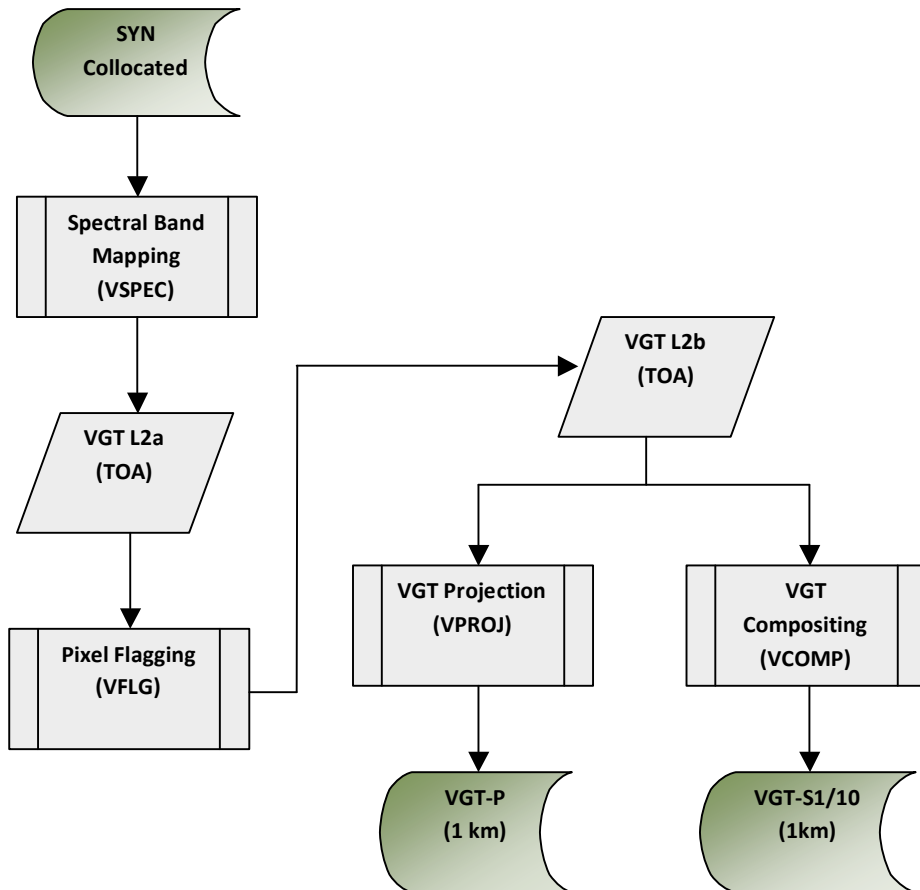 SYN
Collocated
Spectral Band
Mapping
(VSPEC)
VGT L2a
(TOA)
Pixel Flagging
(VFLG)
VGT L2b
(TOA)
VGT Projection
(VPROJ)
VGT
Compositing
(VCOMP)
VGT-P
(1 km)
VGT-S1/10
(1km)